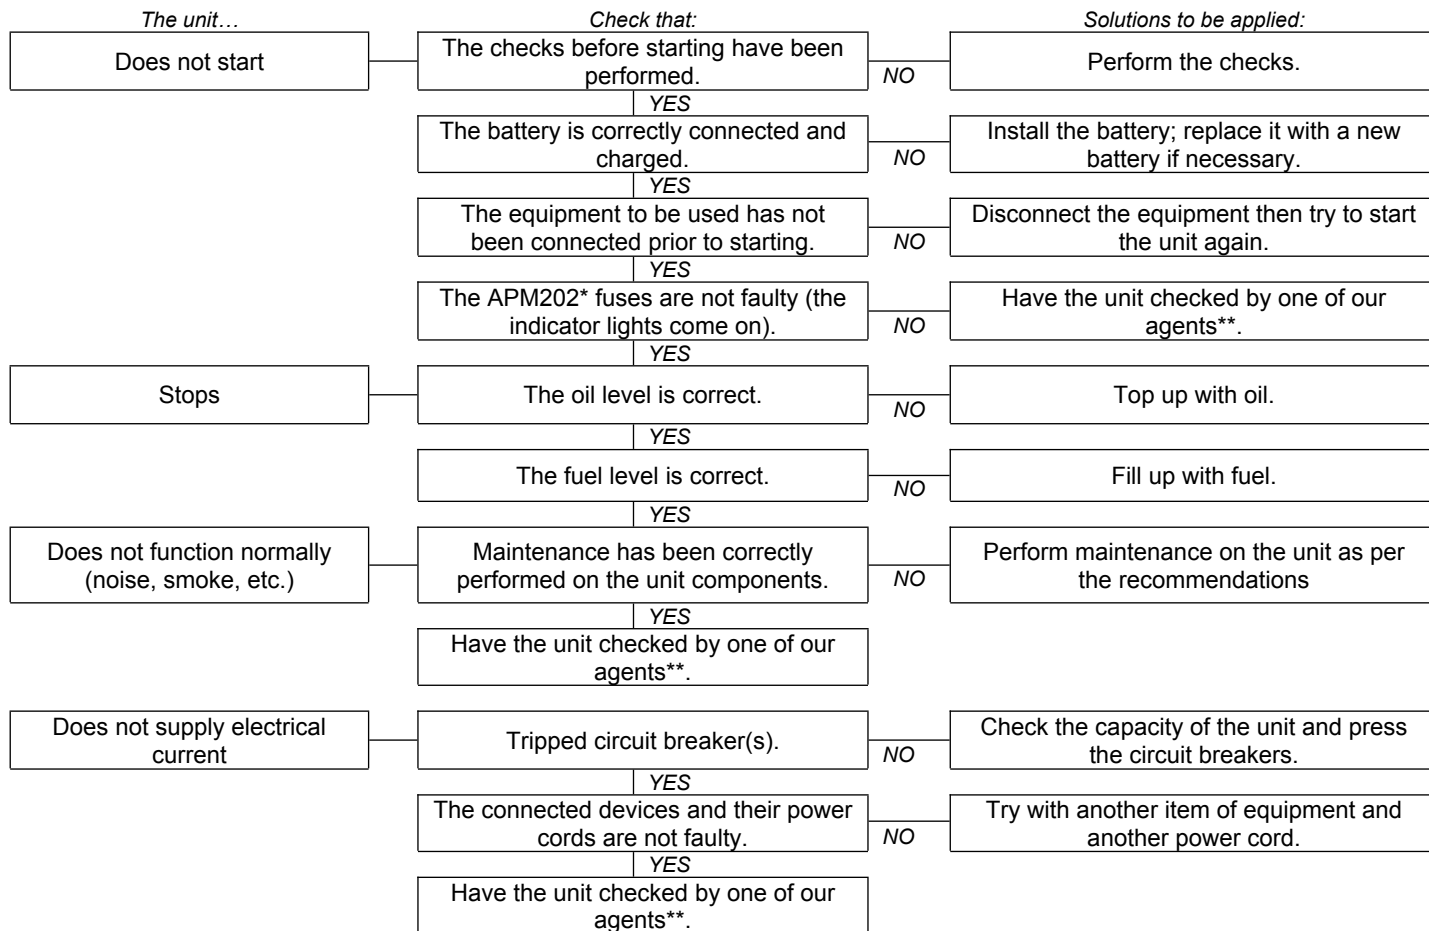 The unit…
Check that:
Solutions to be applied:
Does not start
The checks before starting have been
performed.
NO
Perform the checks.
YES
The battery is correctly connected and
charged.
NO
Install the battery; replace it with a new
battery if necessary.
YES
The equipment to be used has not
been connected prior to starting.
NO
Disconnect the equipment then try to start
the unit again.
YES
The APM202* fuses are not faulty (the
indicator lights come on).
NO
Have the unit checked by one of our
agents**.
YES
Stops
The oil level is correct.
NO
Top up with oil.
YES
The fuel level is correct.
NO
Fill up with fuel.
YES
Does not function normally
(noise, smoke, etc.)
Maintenance has been correctly
performed on the unit components.
NO
Perform maintenance on the unit as per
the recommendations
YES
Have the unit checked by one of our
agents**.
Does not supply electrical
current
Tripped circuit breaker(s).
NO
Check the capacity of the unit and press
the circuit breakers.
YES
The connected devices and their power
cords are not faulty.
NO
Try with another item of equipment and
another power cord.
YES
Have the unit checked by one of our
agents**.